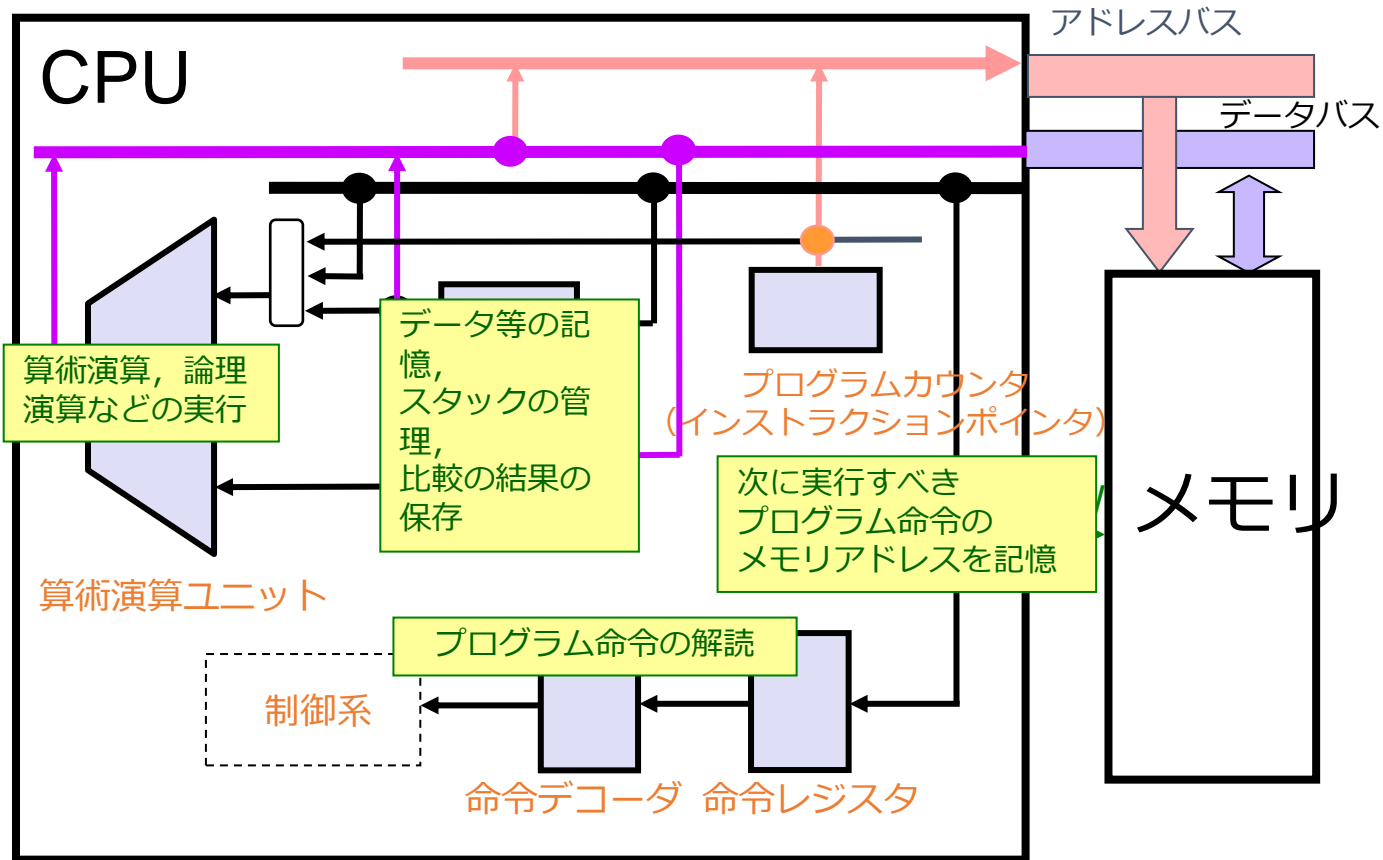 アドレスバス
CPU
データバス
データ等の記
憶，
スタックの管
理，
比較の結果の
保存
算術演算，論理
演算などの実行
プログラムカウンタ
（インストラクションポインタ）
次に実行すべき
プログラム命令の
メモリアドレスを記憶
メモリ
算術演算ユニット
プログラム命令の解読
制御系
命令デコーダ
命令レジスタ